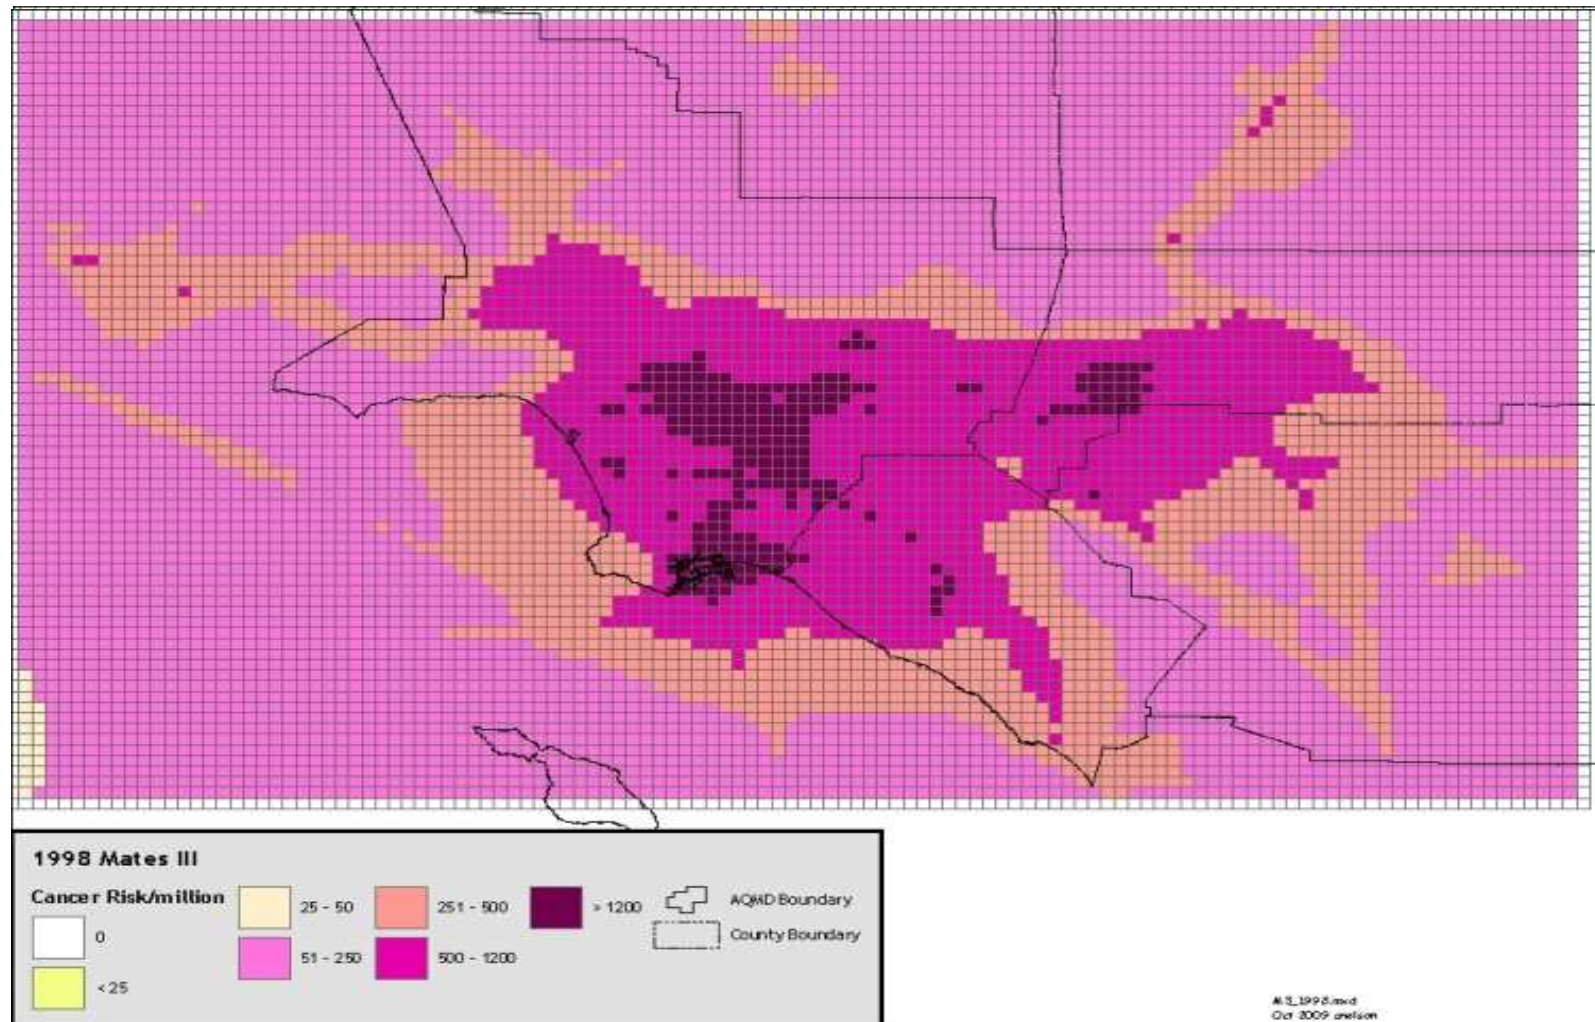 1998 Mates III
Cancer Risk/million
0
< 25
25 - 50
51 - 250
251 - 500
500 - 1200
> 1200
AQMD Boundary
County Boundary
Oct 2009